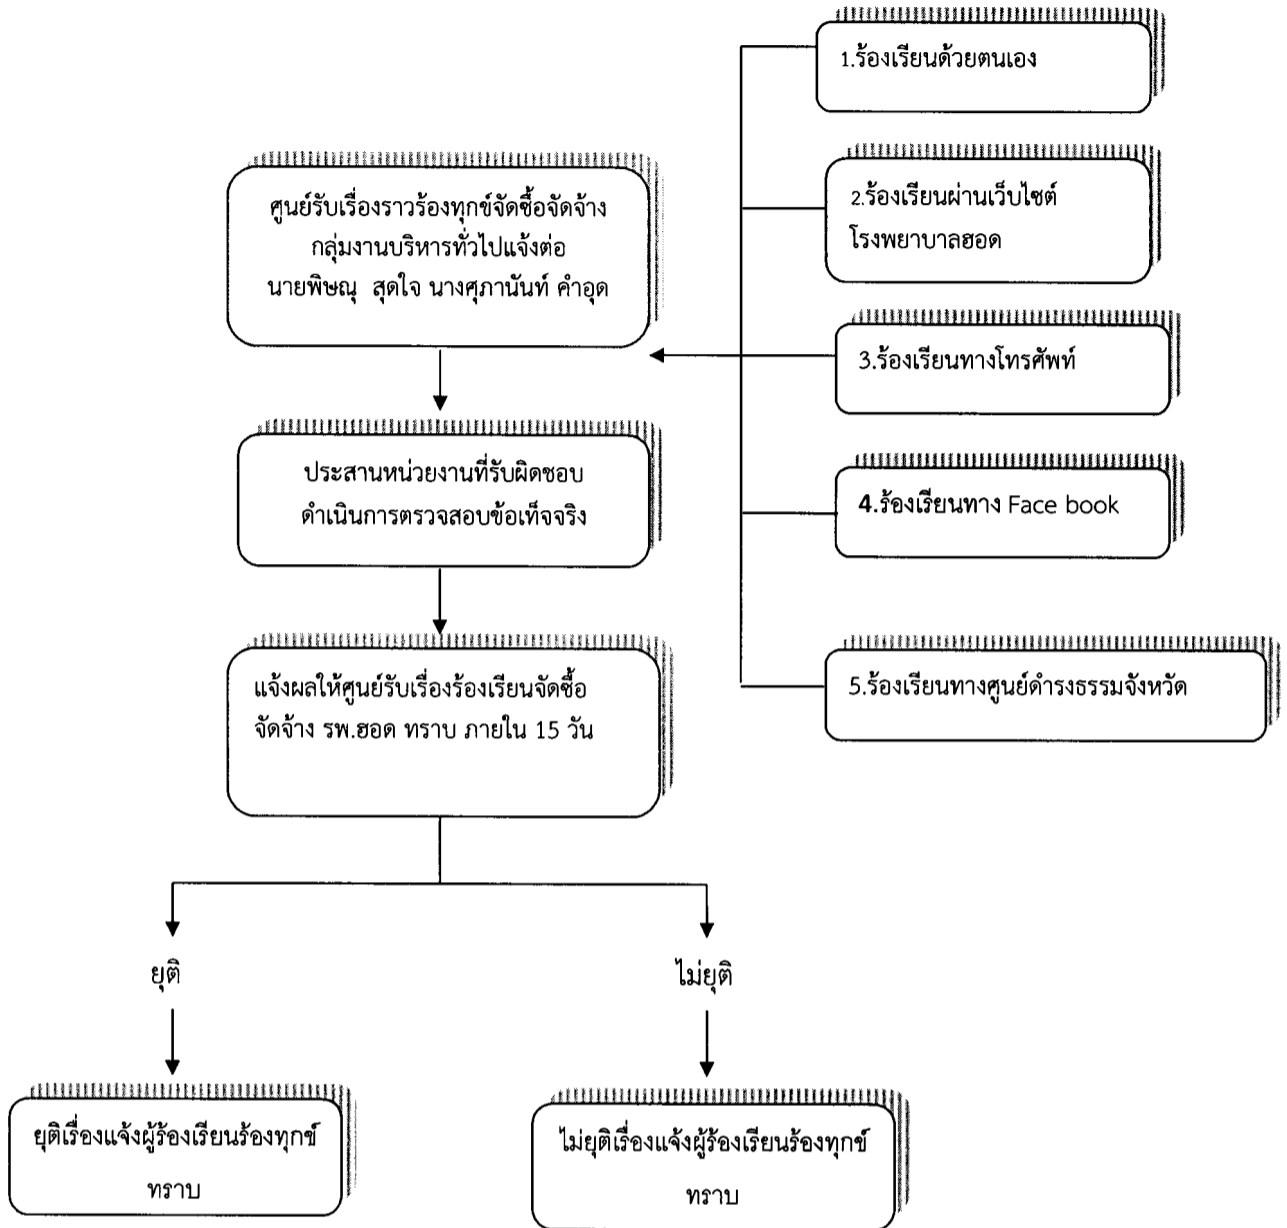 1.ร้องเรียนด้วยตนเอง
ศูนย์รับเรื่องราวร้องทุกข์จัดซื้อจัดจ้าง
กลุ่มงานบริหารทั่วไปแจ้งต่อ
นายพิษณุ  สุดใจ นางศุภานันท์ คำอุด
2.ร้องเรียนผ่านเว็บไซต์
โรงพยาบาลฮอด
3.ร้องเรียนทางโทรศัพท์
ประสานหน่วยงานที่รับผิดชอบ
ดำเนินการตรวจสอบข้อเท็จจริง
4.ร้องเรียนทาง Face book
แจ้งผลให้ศูนย์รับเรื่องร้องเรียนจัดซื้อ
จัดจ้าง รพ.ฮอด ทราบ ภายใน 15 วัน
5.ร้องเรียนทางศูนย์ดำรงธรรมจังหวัด
ยุติ
ไม่ยุติ
ยุติเรื่องแจ้งผู้ร้องเรียนร้องทุกข์
ทราบ
ไม่ยุติเรื่องแจ้งผู้ร้องเรียนร้องทุกข์
ทราบ